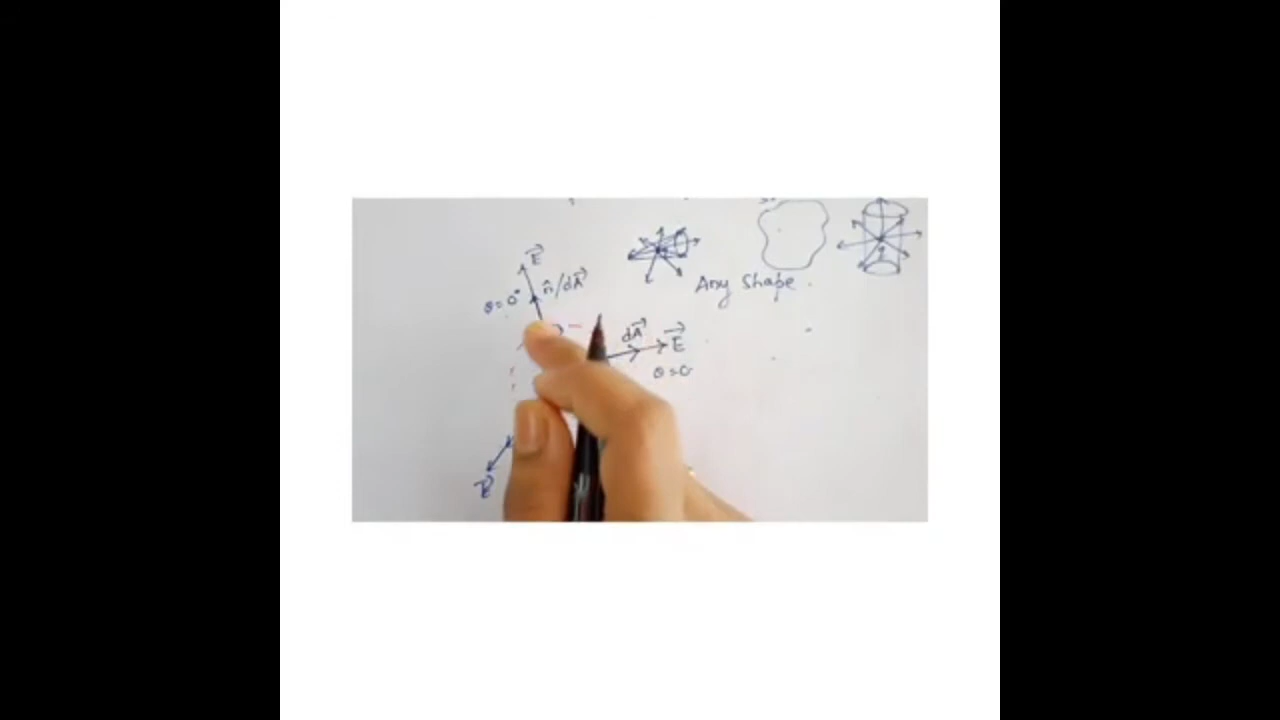 E⃗
θ=0° n̂/dA⃗
Any Shape.
dA⃗ E⃗
θ=0
E⃗